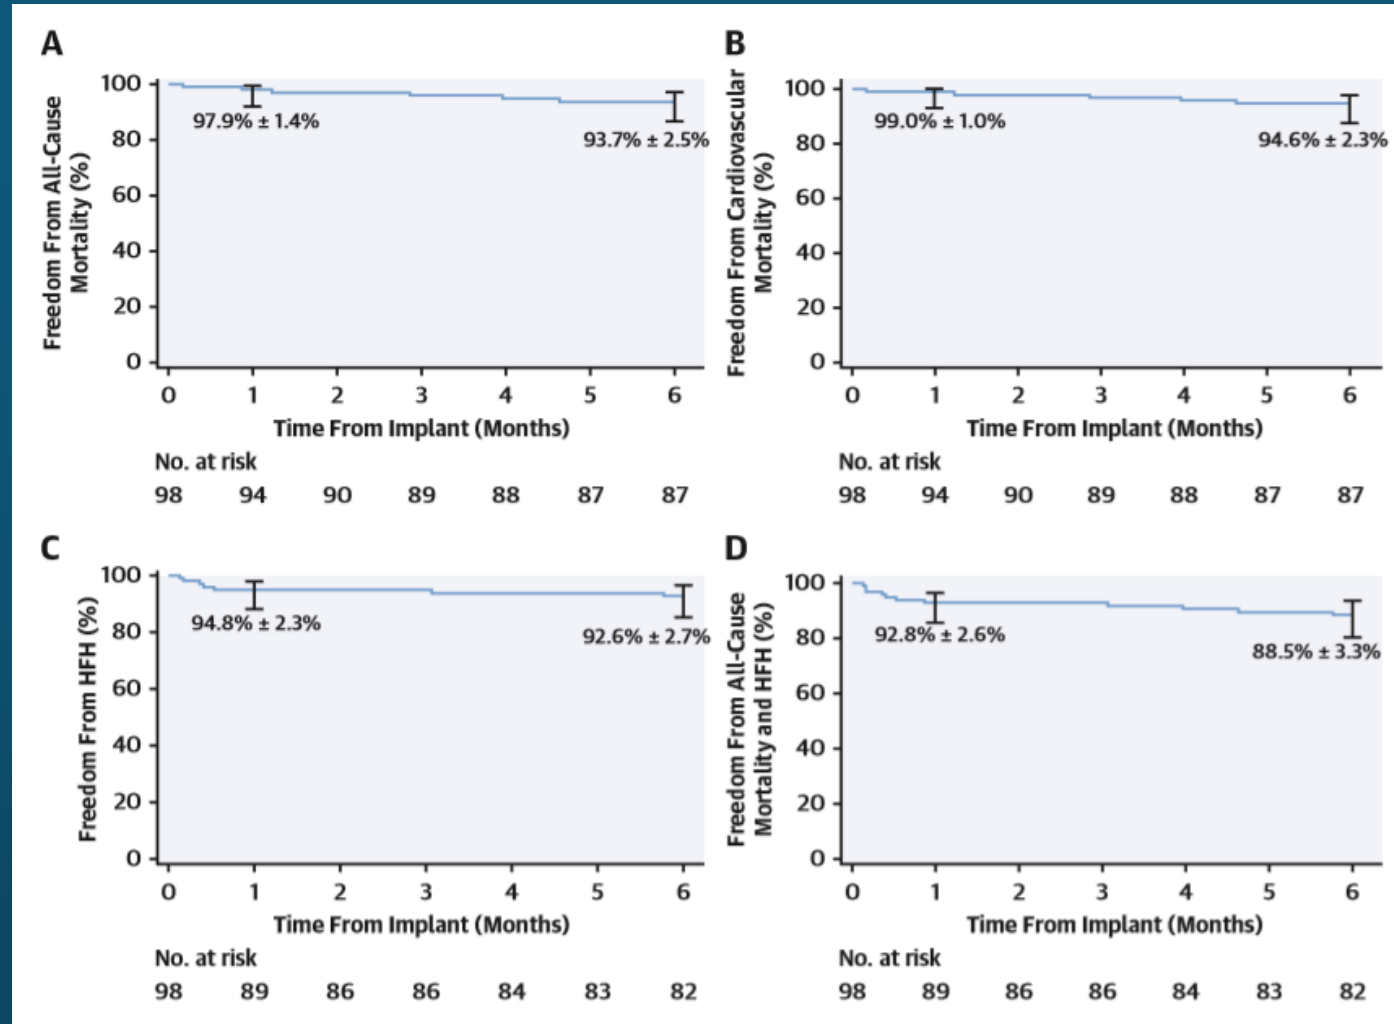 A
Freedom From All-Cause
Mortality (%)
100
80
60
40
20
0
97.9% ± 1.4%
93.7% ± 2.5%
0 1 2 3 4 5 6
Time From Implant (Months)
No. at risk
98 94 90 89 88 87 87
B
Freedom From Cardiovascular
Mortality (%)
100
80
60
40
20
0
99.0% ± 1.0%
94.6% ± 2.3%
0 1 2 3 4 5 6
Time From Implant (Months)
No. at risk
98 94 90 89 88 87 87
C
Freedom From HFH (%)
100
80
60
40
20
0
94.8% ± 2.3%
92.6% ± 2.7%
0 1 2 3 4 5 6
Time From Implant (Months)
No. at risk
98 89 86 86 84 83 82
D
Freedom From All-Cause
Mortality and HFH (%)
100
80
60
40
20
0
92.8% ± 2.6%
88.5% ± 3.3%
0 1 2 3 4 5 6
Time From Implant (Months)
No. at risk
98 89 86 86 84 83 82